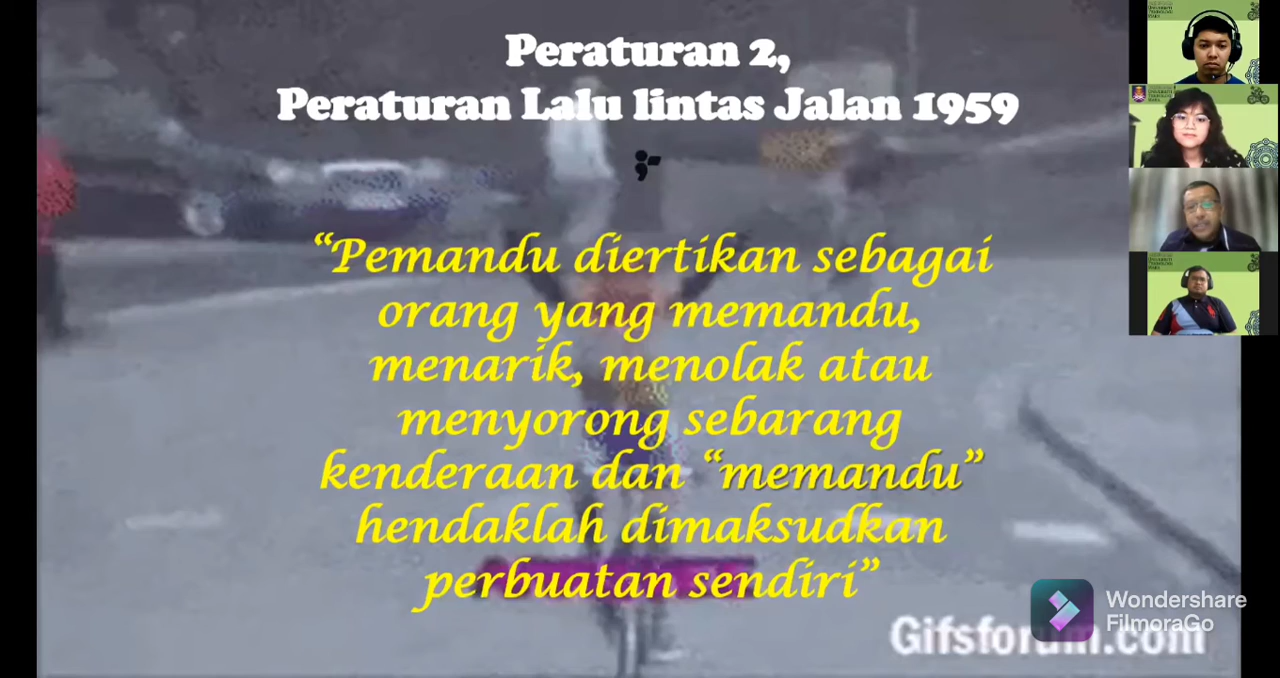 Peraturan 2,
Peraturan Lalu lintas Jalan 1959
;-
“Pemandu diertikan sebagai
orang yang memandu,
menarik, menolak atau
menyorong sebarang
kenderaan dan “memandu”
hendaklah dimaksudkan
perbuatan sendiri”
Wondershare
FilmoraGo
Gifsforum.com